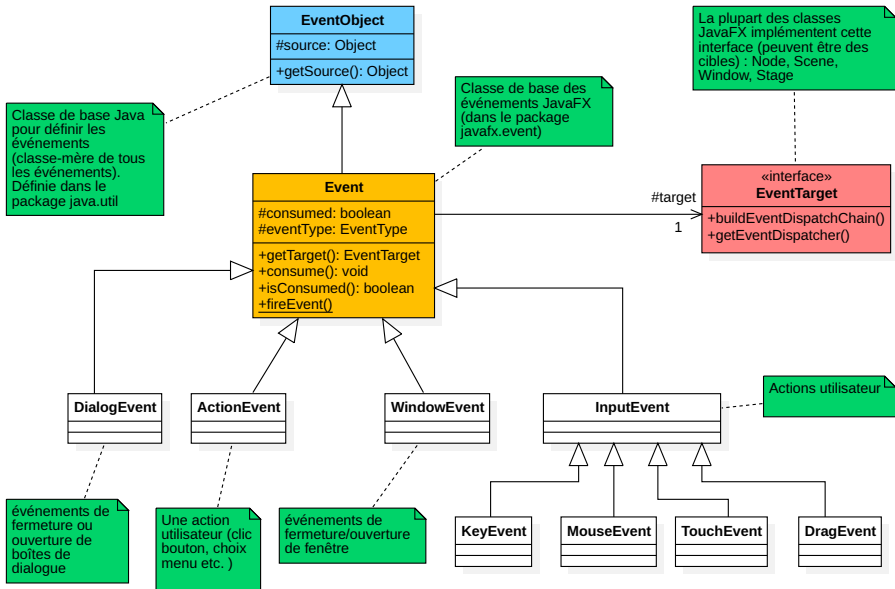 EventObject
#source: Object
+getSource(): Object
La plupart des classes
JavaFX implémentent cette
interface (peuvent être des
cibles) : Node, Scene,
Window, Stage
Classe de base des
événements JavaFX
(dans le package
javafx.event)
Classe de base Java
pour définir les
événements
(classe-mère de tous
les événements).
Définie dans le
package java.util
Event
#consumed: boolean
#eventType: EventType
+getTarget(): EventTarget
+consume(): void
+isConsumed(): boolean
+fireEvent()
#target
1
«interface»
EventTarget
+buildEventDispatchChain()
+getEventDispatcher()
DialogEvent
ActionEvent
WindowEvent
InputEvent
Actions utilisateur
événements de
fermeture ou
ouverture de
boîtes de
dialogue
Une action
utilisateur (clic
bouton, choix
menu etc. )
événements de
fermeture/ouverture
de fenêtre
KeyEvent
MouseEvent
TouchEvent
DragEvent